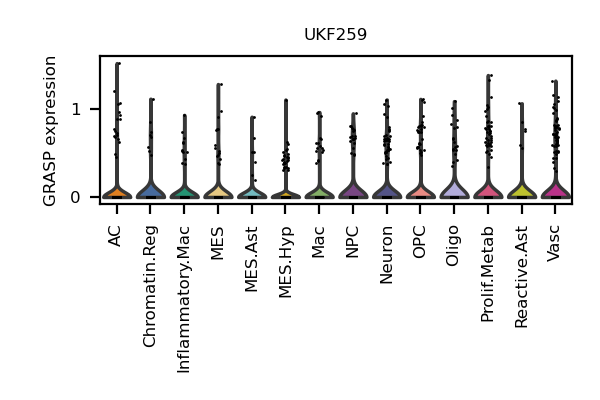 UKF259
GRASP expression
1
0
AC
Chromatin.Reg
Inflammatory.Mac
MES
MES.Ast
MES.Hyp
Mac
NPC
Neuron
OPC
Oligo
Prolif.Metab
Reactive.Ast
Vasc